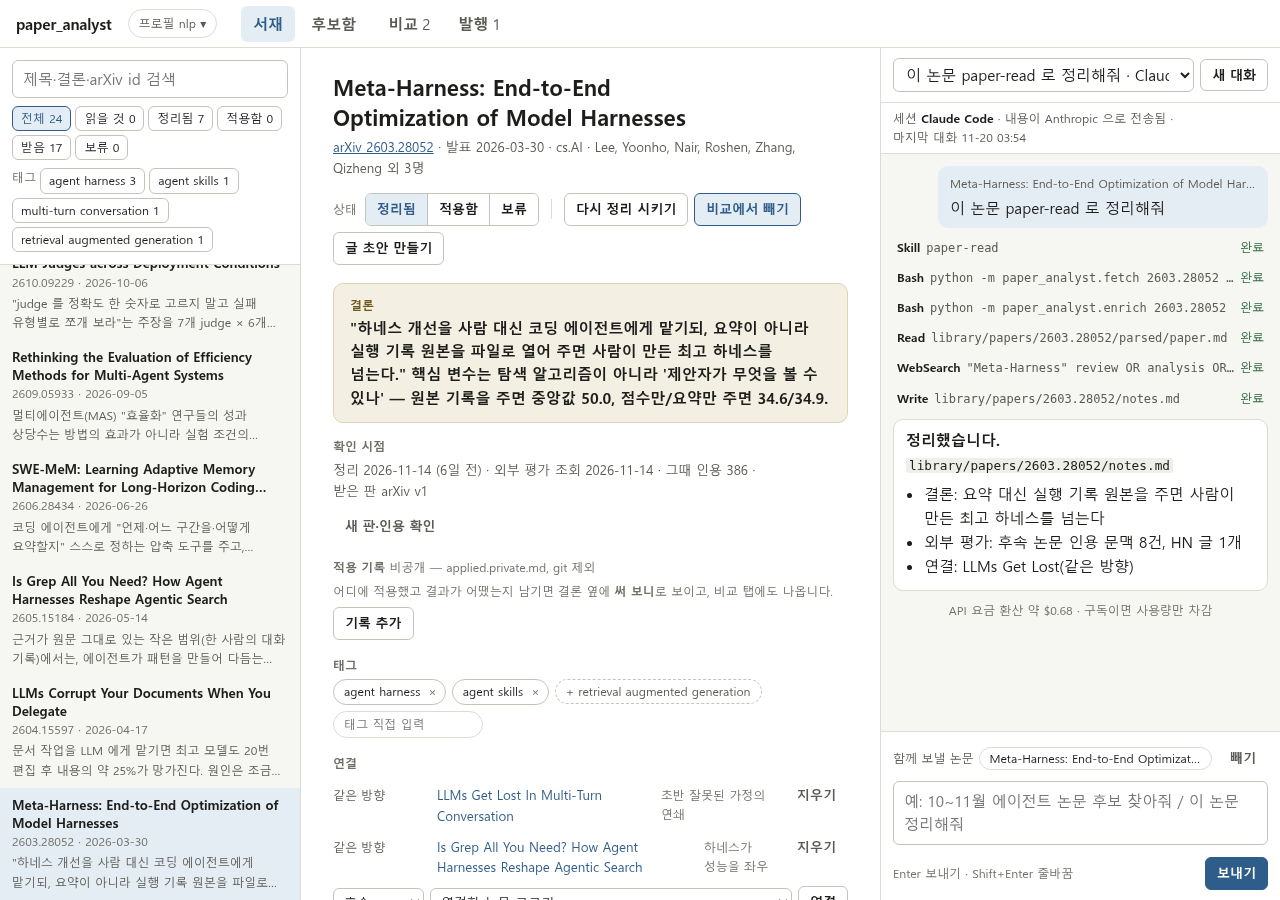 paper_analyst
프로필 nlp ▾
서재
후보함
비교 2
발행 1
제목·결론·arXiv id 검색
전체 24
읽을 것 0
정리됨 7
적용함 0
받음 17
보류 0
태그
agent harness 3
agent skills 1
multi-turn conversation 1
retrieval augmented generation 1
LLM Judges across Deployment Conditions
2610.09229 · 2026-10-06
"judge 를 정확도 한 숫자로 고르지 말고 실패
유형별로 쪼개 보라"는 주장을 7개 judge × 6개…
Rethinking the Evaluation of Efficiency
Methods for Multi-Agent Systems
2609.05933 · 2026-09-05
멀티에이전트(MAS) "효율화" 연구들의 성과
상당수는 방법의 효과가 아니라 실험 조건의…
SWE-MeM: Learning Adaptive Memory
Management for Long-Horizon Coding…
2606.28434 · 2026-06-26
코딩 에이전트에게 "언제·어느 구간을·어떻게
요약할지" 스스로 정하는 압축 도구를 주고,…
Is Grep All You Need? How Agent
Harnesses Reshape Agentic Search
2605.15184 · 2026-05-14
근거가 원문 그대로 있는 작은 범위(한 사람의 대화
기록)에서는, 에이전트가 패턴을 만들어 다듬는…
LLMs Corrupt Your Documents When You
Delegate
2604.15597 · 2026-04-17
문서 작업을 LLM 에게 맡기면 최고 모델도 20번
편집 후 내용의 약 25%가 망가진다. 원인은 조금…
Meta-Harness: End-to-End Optimization of
Model Harnesses
2603.28052 · 2026-03-30
"하네스 개선을 사람 대신 코딩 에이전트에게
맡기되, 요약이 아니라 실행 기록 원본을 파일로…
Meta-Harness: End-to-End
Optimization of Model Harnesses
arXiv 2603.28052 · 발표 2026-03-30 · cs.AI · Lee, Yoonho, Nair, Roshen, Zhang,
Qizheng 외 3명
상태
정리됨
적용함
보류
다시 정리 시키기
비교에서 빼기
글 초안 만들기
결론
"하네스 개선을 사람 대신 코딩 에이전트에게 맡기되, 요약이 아니라
실행 기록 원본을 파일로 열어 주면 사람이 만든 최고 하네스를
넘는다." 핵심 변수는 탐색 알고리즘이 아니라 '제안자가 무엇을 볼 수
있나' — 원본 기록을 주면 중앙값 50.0, 점수만/요약만 주면 34.6/34.9.
확인 시점
정리 2026-11-14 (6일 전) · 외부 평가 조회 2026-11-14 · 그때 인용 386 ·
받은 판 arXiv v1
새 판·인용 확인
적용 기록 비공개 — applied.private.md, git 제외
어디에 적용했고 결과가 어땠는지 남기면 결론 옆에 써 보니로 보이고, 비교 탭에도 나옵니다.
기록 추가
태그
agent harness ×
agent skills ×
+ retrieval augmented generation
태그 직접 입력
연결
같은 방향
LLMs Get Lost In Multi-Turn
Conversation
초반 잘못된 가정의
연쇄
지우기
같은 방향
Is Grep All You Need? How Agent
Harnesses Reshape Agentic Search
하네스가
성능을 좌우
지우기
이 논문 paper-read 로 정리해줘 · Clauc
새 대화
세션 Claude Code · 내용이 Anthropic 으로 전송됨 ·
마지막 대화 11-20 03:54
Meta-Harness: End-to-End Optimization of Model Har…
이 논문 paper-read 로 정리해줘
Skill paper-read 완료
Bash python -m paper_analyst.fetch 2603.28052 … 완료
Bash python -m paper_analyst.enrich 2603.28052 완료
Read library/papers/2603.28052/parsed/paper.md 완료
WebSearch "Meta-Harness" review OR analysis OR… 완료
Write library/papers/2603.28052/notes.md 완료
정리했습니다.
library/papers/2603.28052/notes.md
• 결론: 요약 대신 실행 기록 원본을 주면 사람이
만든 최고 하네스를 넘는다
• 외부 평가: 후속 논문 인용 문맥 8건, HN 글 1개
• 연결: LLMs Get Lost(같은 방향)
API 요금 환산 약 $0.68 · 구독이면 사용량만 차감
함께 보낼 논문
Meta-Harness: End-to-End Optimizat…
빼기
예: 10~11월 에이전트 논문 후보 찾아줘 / 이 논문
정리해줘
Enter 보내기 · Shift+Enter 줄바꿈
보내기